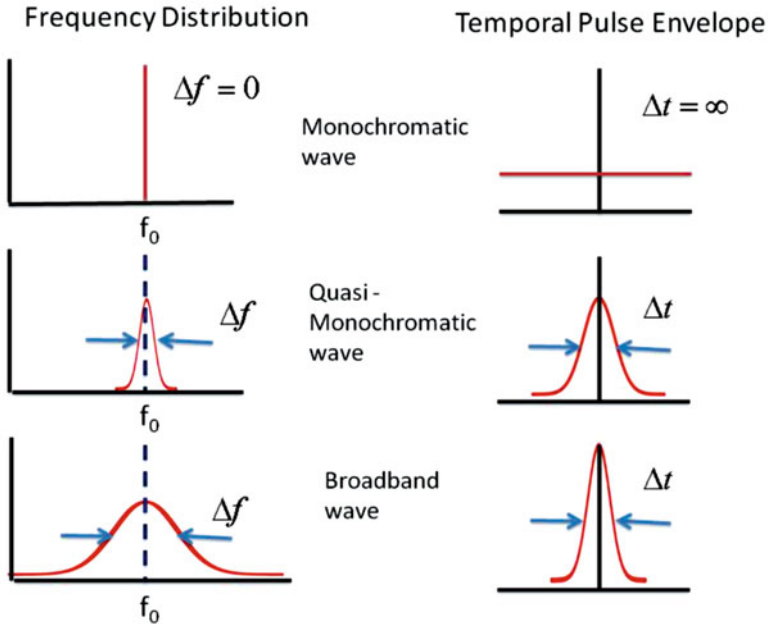 Frequency Distribution
Temporal Pulse Envelope
Δf = 0
Monochromatic
wave
Δt = ∞
f₀
Δf
Quasi -
Monochromatic
wave
Δt
f₀
Δf
Broadband
wave
Δt
f₀